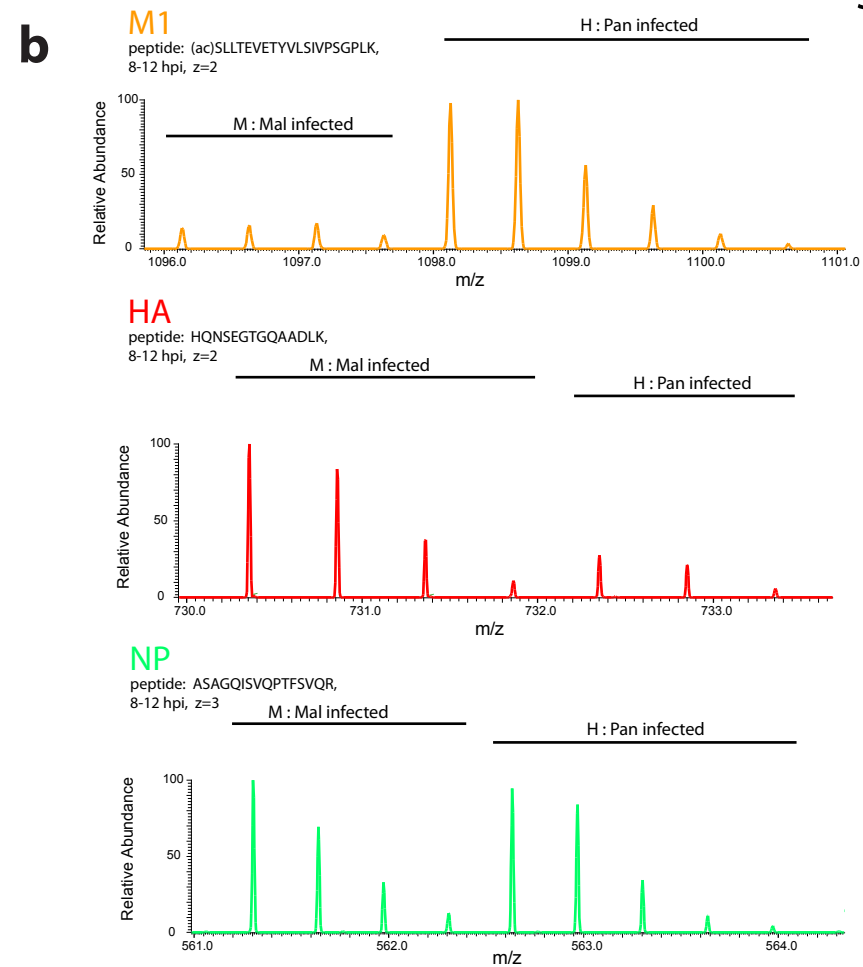 b
M1
peptide: (ac)SLLTEVETYVLSIVPSGPLK,
8-12 hpi, z=2
H : Pan infected
M : Mal infected
Relative Abundance
100
50
0
1096.0 1097.0 1098.0 1099.0 1100.0 1101.0
m/z
HA
peptide: HQNSEGTGQAADLK,
8-12 hpi, z=2
M : Mal infected
H : Pan infected
Relative Abundance
100
50
0
730.0 731.0 732.0 733.0
m/z
NP
peptide: ASAGQISVQPTFSVQR,
8-12 hpi, z=3
M : Mal infected
H : Pan infected
Relative Abundance
100
50
0
561.0 562.0 563.0 564.0
m/z